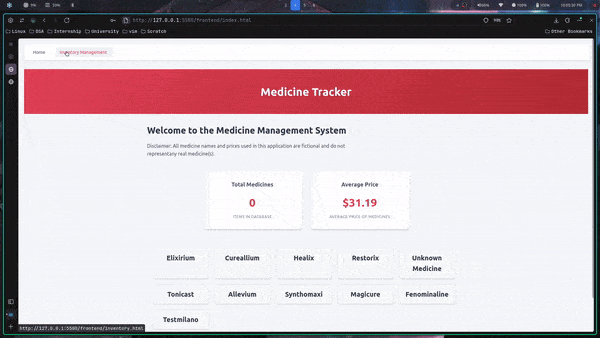 http://127.0.0.1:5500/frontend/index.html
Linux DSA Internship University vim Scratch Other Bookmarks
Home Inventory Management
Medicine Tracker
Welcome to the Medicine Management System
Disclaimer: All medicine names and prices used in this application are fictional and do not
representany real medicine(s).
Total Medicines
0
ITEMS IN DATABASE
Average Price
$31.19
AVERAGE PRICE OF MEDICINES
Elixirium Cureallium Healix Restorix Unknown
Medicine
Tonicast Allevium Synthomaxi Magicure Fenominaline
Testmilano
http://127.0.0.1:5500/frontend/inventory.html